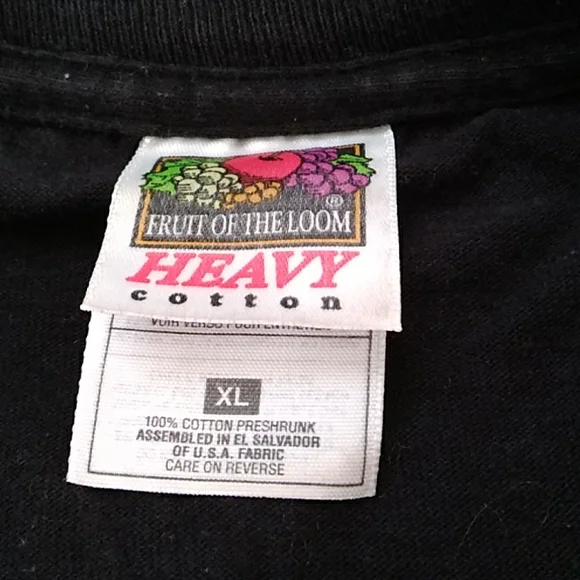 ®
FRUIT OF THE LOOM
HEAVY
cotton
XL
100% COTTON PRESHRUNK
ASSEMBLED IN EL SALVADOR
OF U.S.A. FABRIC
CARE ON REVERSE